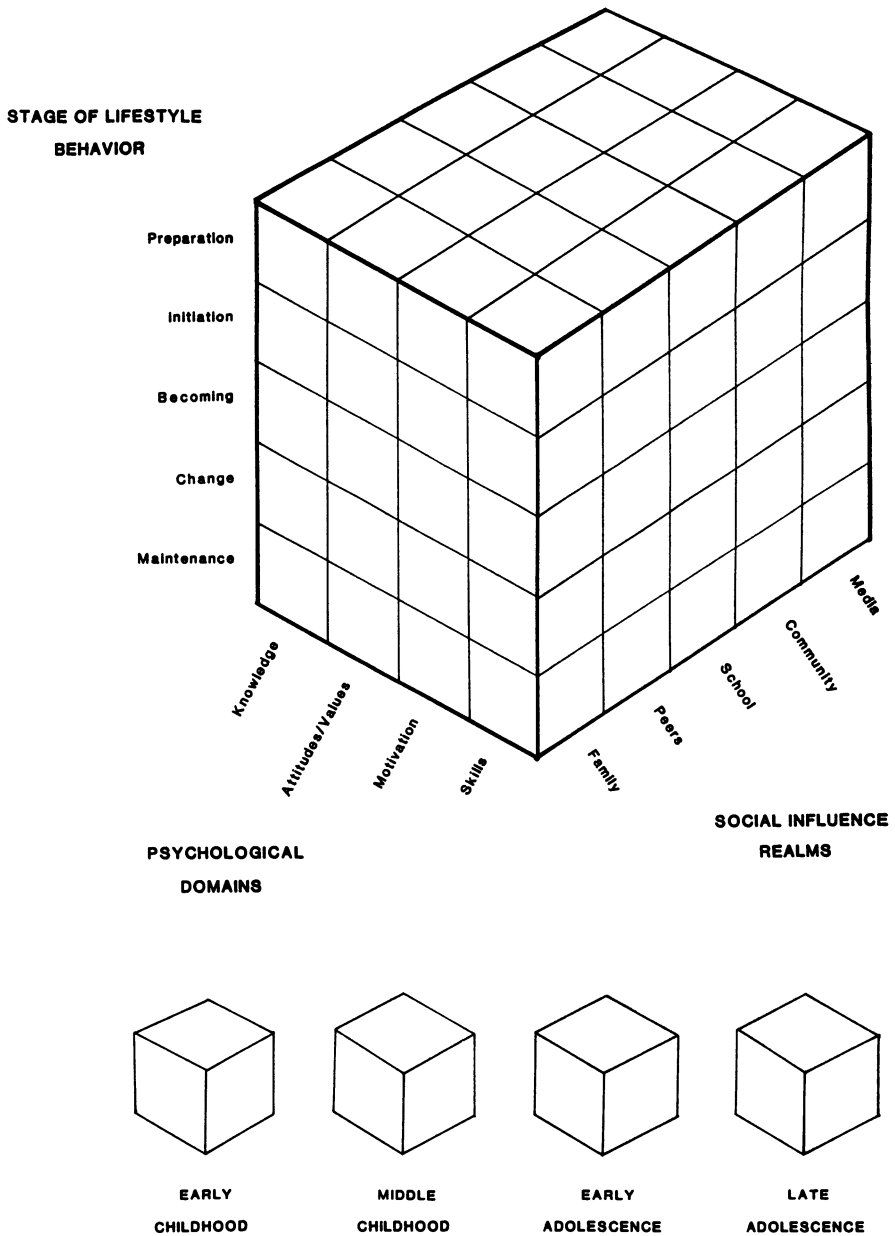 STAGE OF LIFESTYLE
BEHAVIOR
Preparation
Initiation
Becoming
Change
Maintenance
Knowledge
Attitudes/Values
Motivation
Skills
Family
Peers
School
Community
Media
PSYCHOLOGICAL
DOMAINS
SOCIAL INFLUENCE
REALMS
EARLY
CHILDHOOD
MIDDLE
CHILDHOOD
EARLY
ADOLESCENCE
LATE
ADOLESCENCE